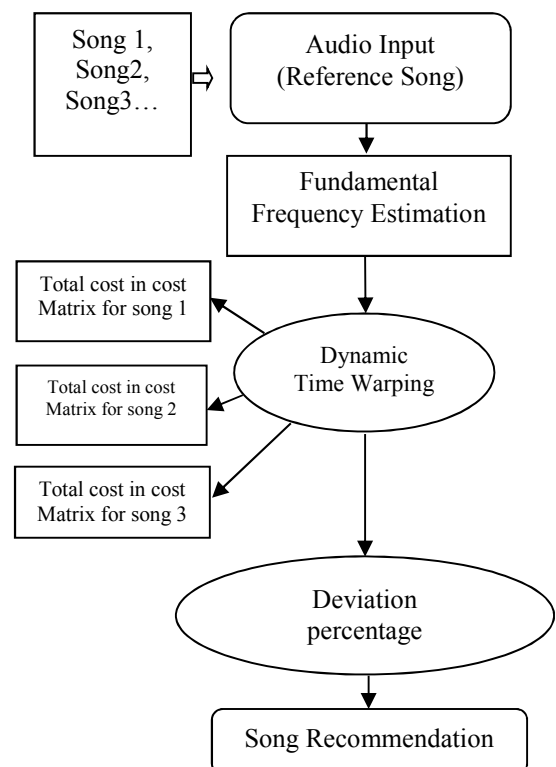 Song 1,
Song2,
Song3…
Audio Input
(Reference Song)
Fundamental
Frequency Estimation
Total cost in cost
Matrix for song 1
Dynamic
Time Warping
Total cost in cost
Matrix for song 2
Total cost in cost
Matrix for song 3
Deviation
percentage
Song Recommendation